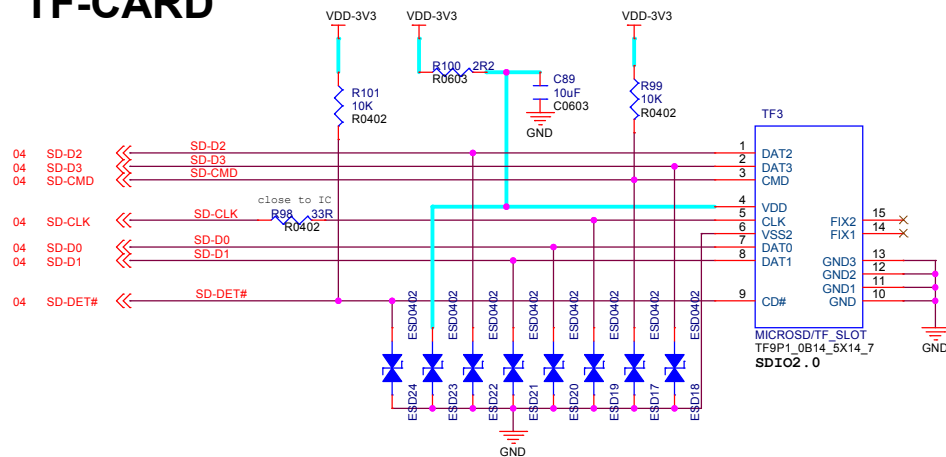 TF-CARD
VDD-3V3
VDD-3V3
VDD-3V3
R100 2R2
R0603
C89
10uF
C0603
GND
R101
10K
R0402
R99
10K
R0402
TF3
04 SD-D2 SD-D2 1 DAT2
04 SD-D3 SD-D3 2 DAT3
04 SD-CMD SD-CMD 3 CMD
4 VDD
close to IC
04 SD-CLK SD-CLK R98 33R 5 CLK
R0402
6 VSS2
04 SD-D0 SD-D0 7 DAT0
04 SD-D1 SD-D1 8 DAT1
04 SD-DET# SD-DET# 9 CD#
FIX2 15
FIX1 14
GND3 13
GND2 12
GND1 11
GND 10
GND
MICROSD/TF_SLOT
TF9P1_0B14_5X14_7
SDIO2.0
ESD0402
ESD0402
ESD0402
ESD0402
ESD0402
ESD0402
ESD0402
ESD0402
ESD24
ESD23
ESD22
ESD21
ESD20
ESD19
ESD17
ESD18
GND